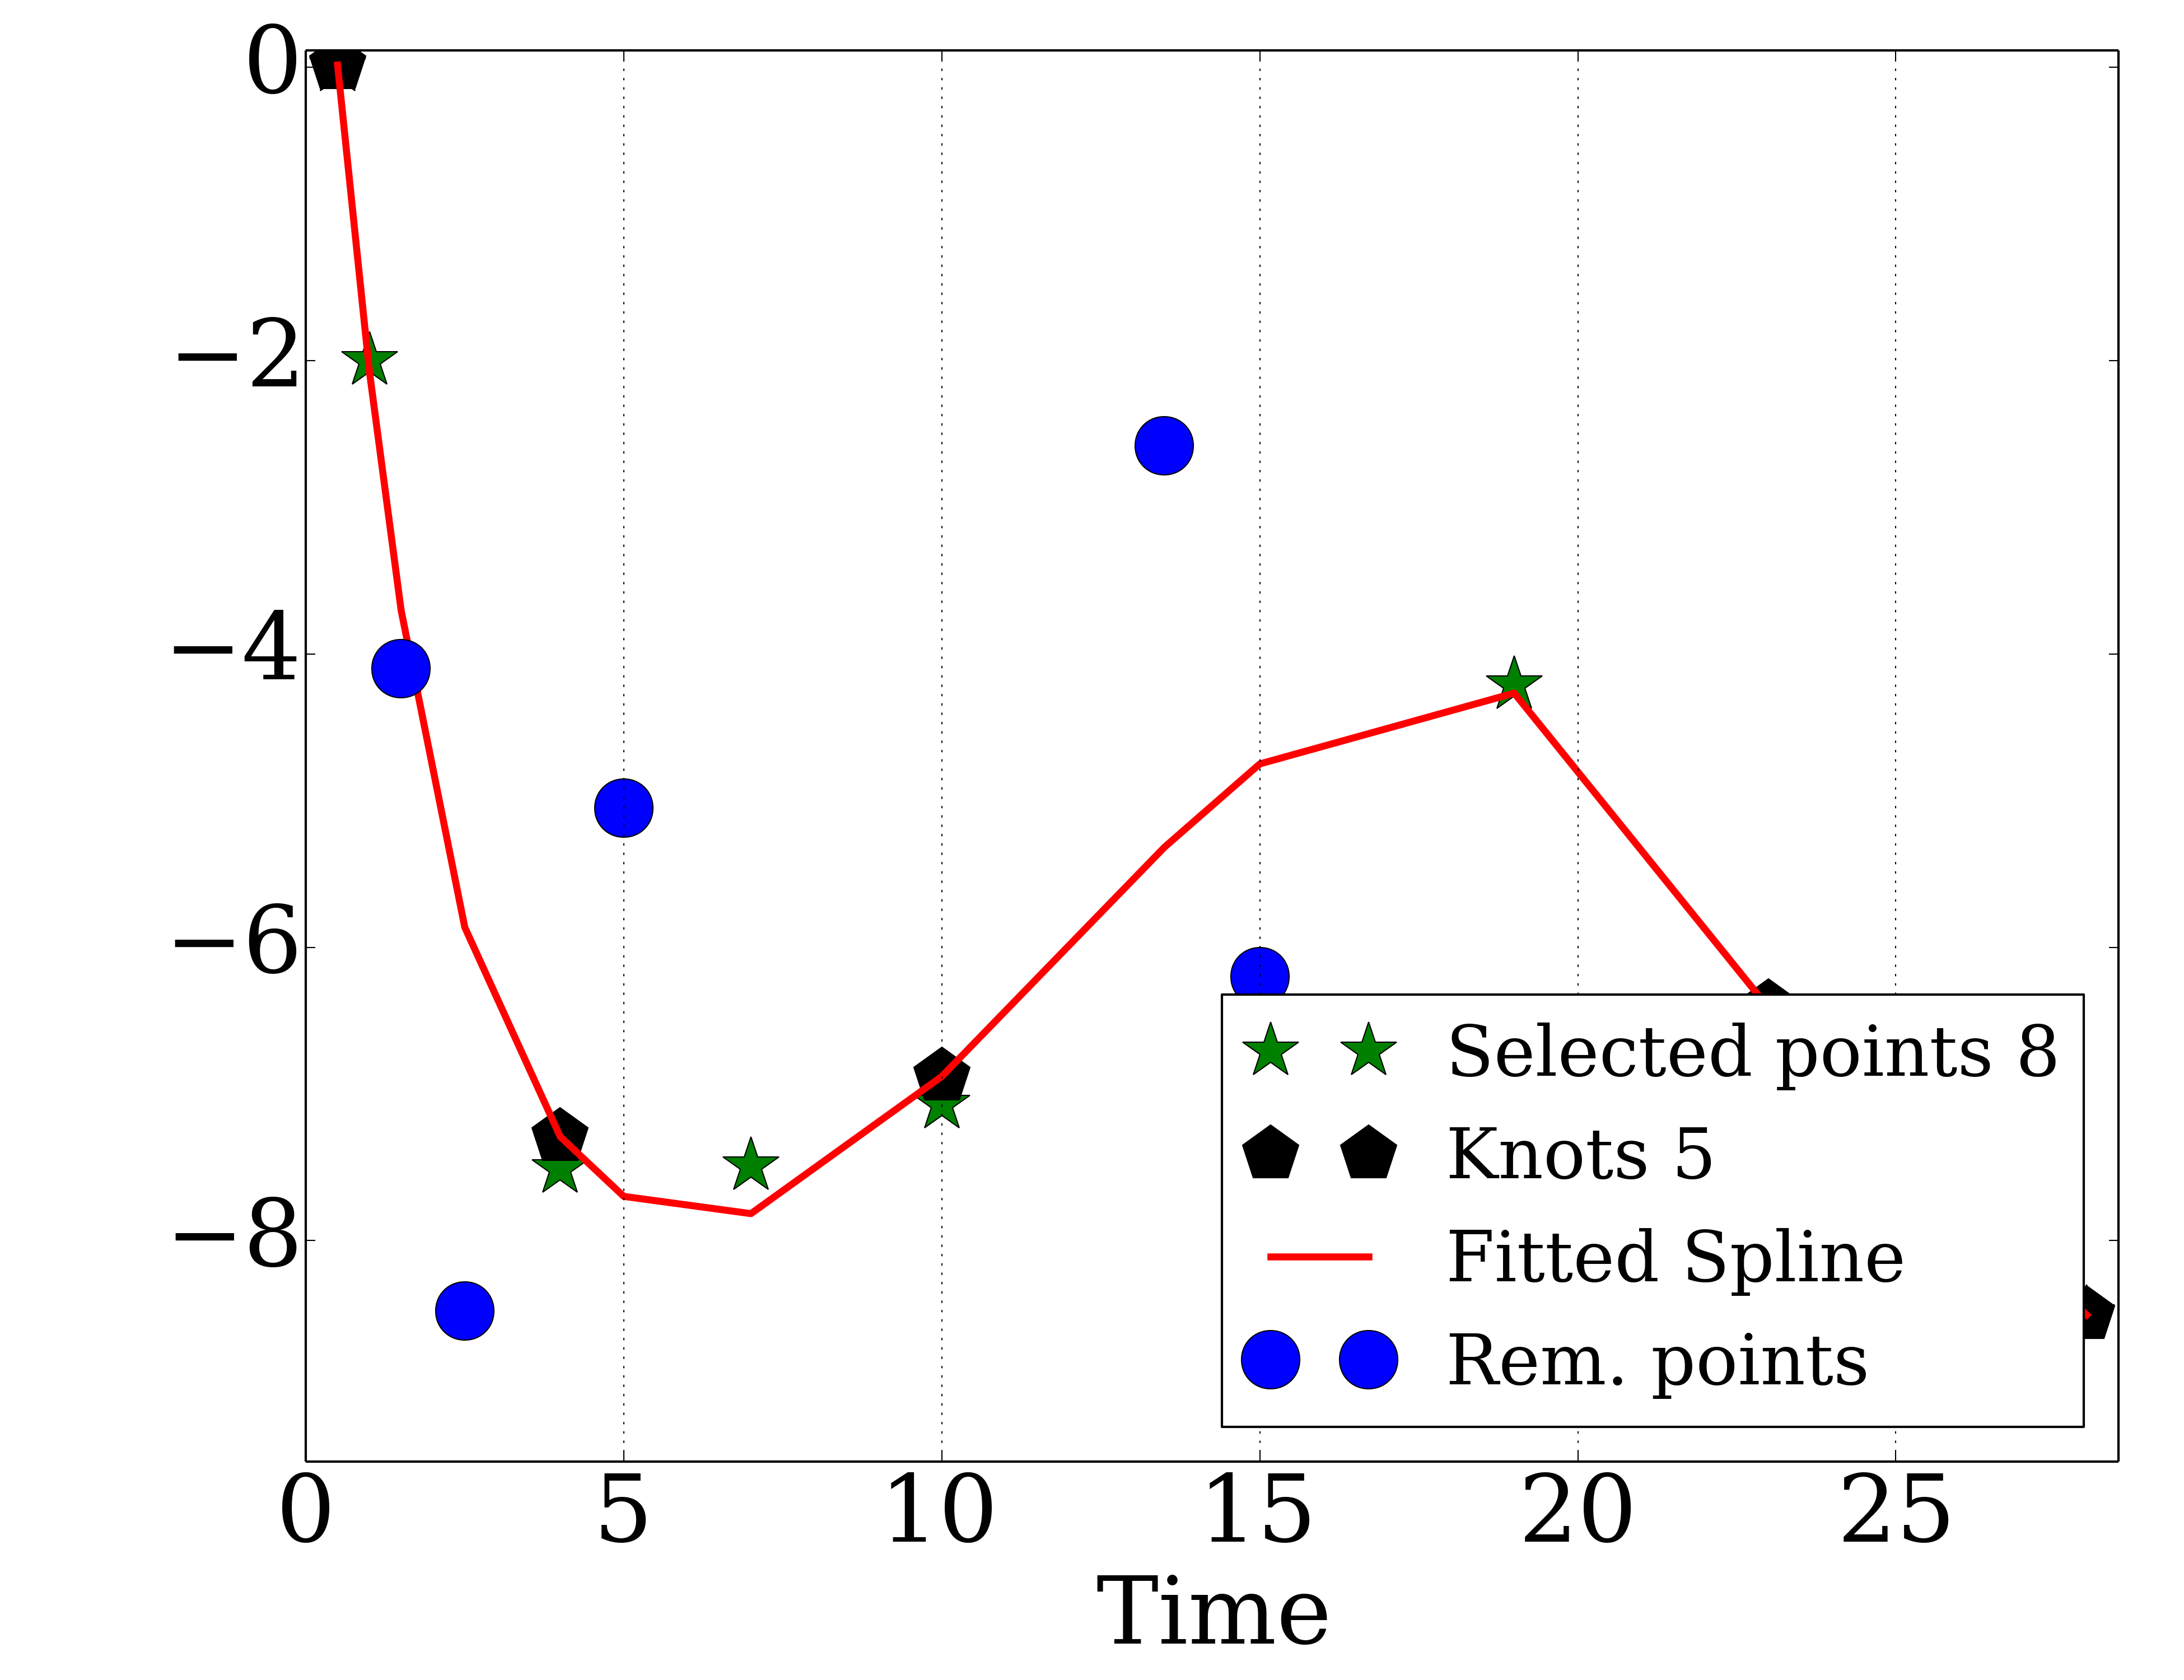 0
−2
−4
−6
−8
Selected points 8
Knots 5
Fitted Spline
Rem. points
0 5 10 15 20 25
Time